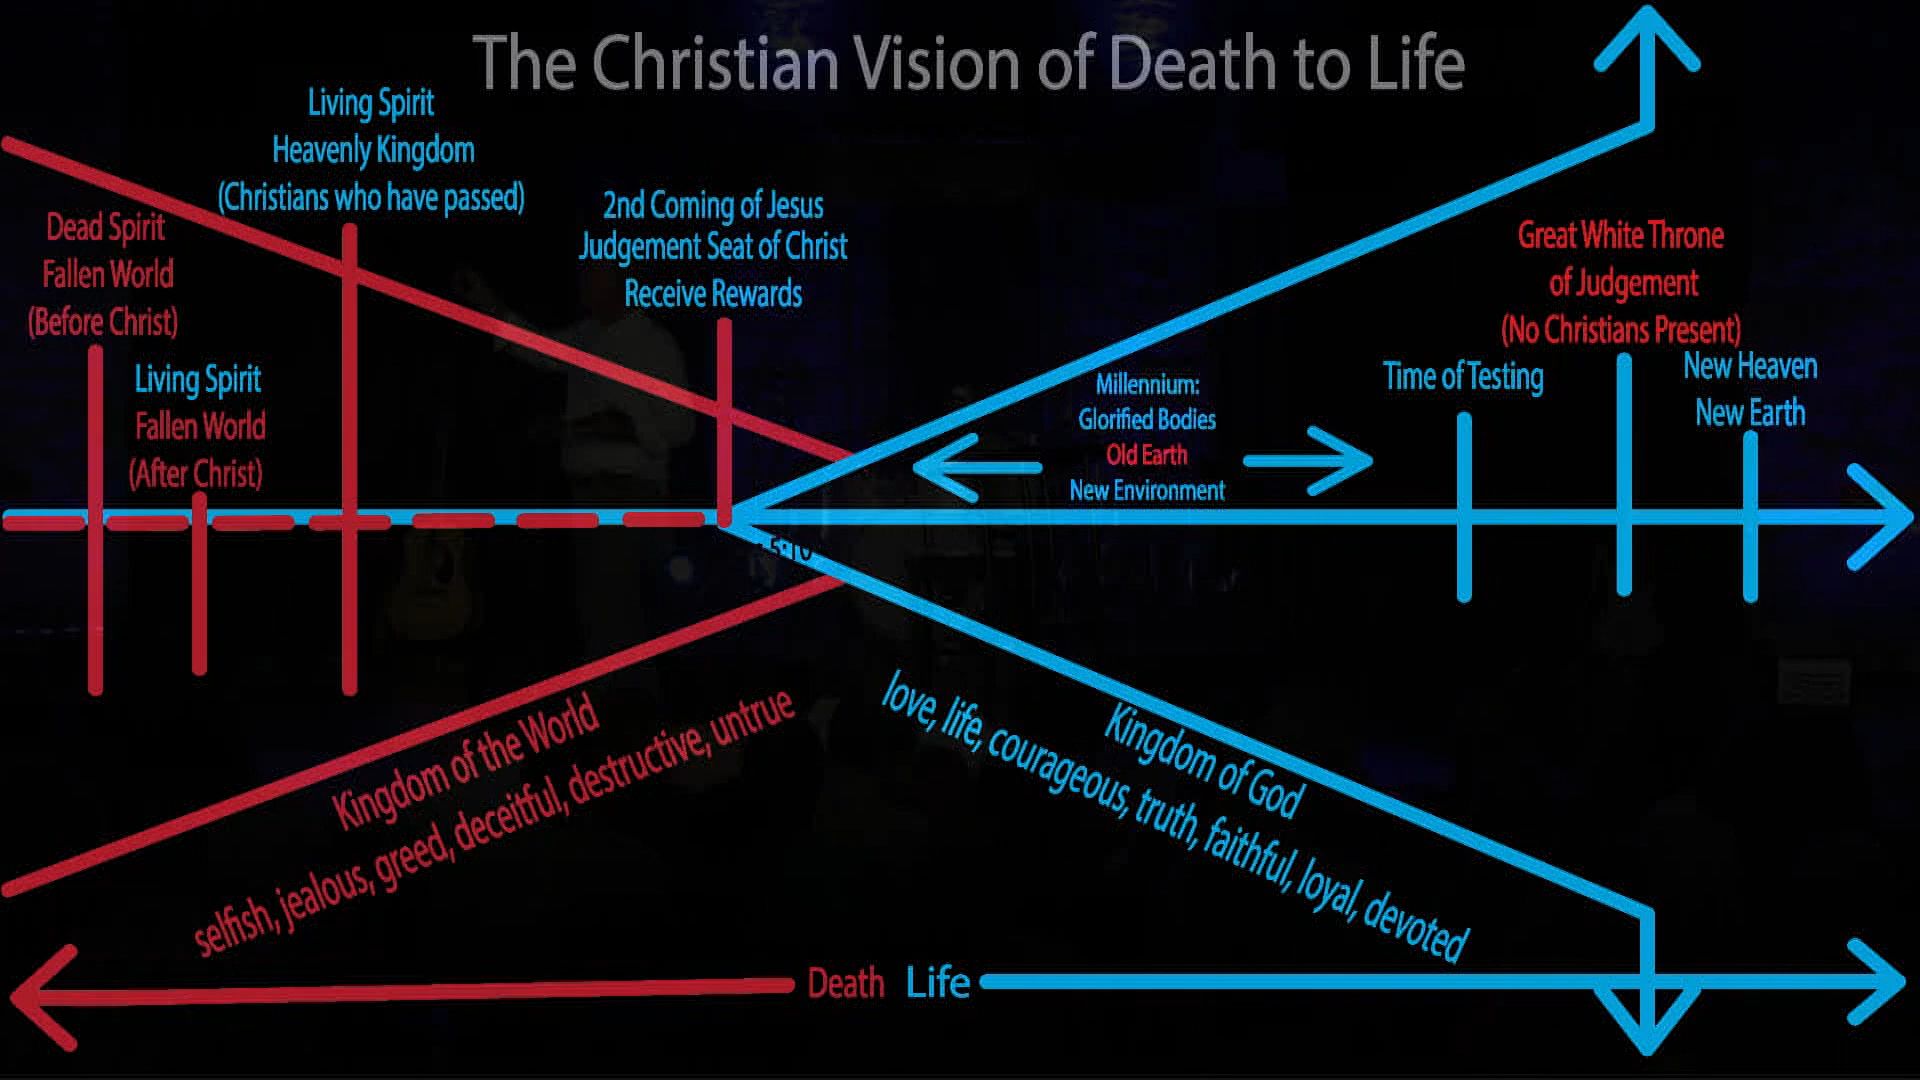 The Christian Vision of Death to Life
Living Spirit
Heavenly Kingdom
(Christians who have passed)
Dead Spirit
Fallen World
(Before Christ)
Living Spirit
Fallen World
(After Christ)
2nd Coming of Jesus
Judgement Seat of Christ
Receive Rewards
Millennium:
Glorified Bodies
Old Earth
New Environment
Time of Testing
Great White Throne
of Judgement
(No Christians Present)
New Heaven
New Earth
5:10
Kingdom of the World
selfish, jealous, greed, deceitful, destructive, untrue
Kingdom of God
love, life, courageous, truth, faithful, loyal, devoted
Death Life